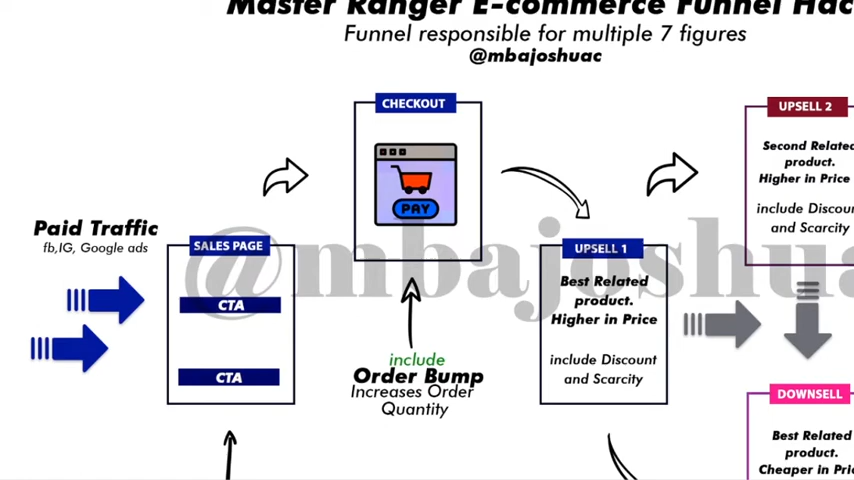 Master Ranger E-commerce Funnel Hac
Funnel responsible for multiple 7 figures
@mbajoshuac
CHECKOUT
PAY
include
Order Bump
Increases Order
Quantity
Paid Traffic
fb,IG, Google ads
SALES PAGE
CTA
CTA
UPSELL 1
Best Related
product.
Higher in Price
include Discount
and Scarcity
UPSELL 2
Second Related
product.
Higher in Price
include Discou
and Scarcity
DOWNSELL
Best Related
product.
Cheaper in Pric
@mbajoshua